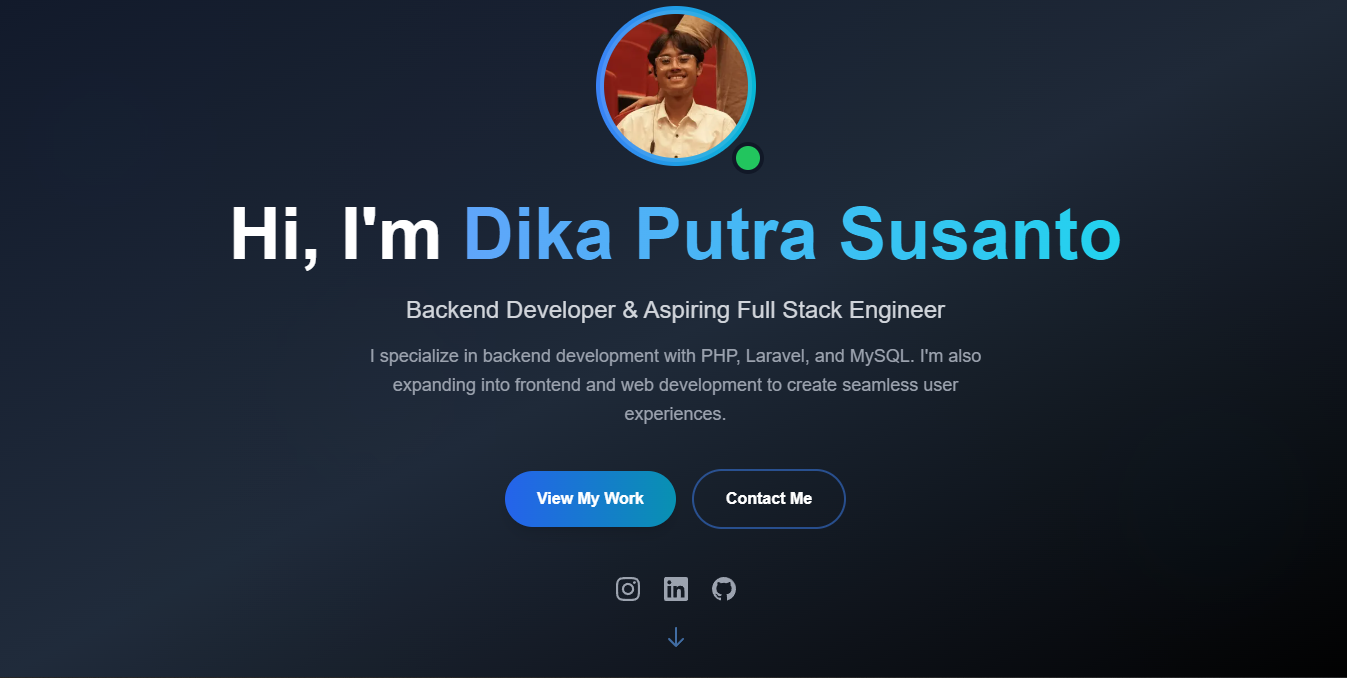 Hi, I'm Dika Putra Susanto
Backend Developer & Aspiring Full Stack Engineer
I specialize in backend development with PHP, Laravel, and MySQL. I'm also
expanding into frontend and web development to create seamless user
experiences.
View My Work
Contact Me